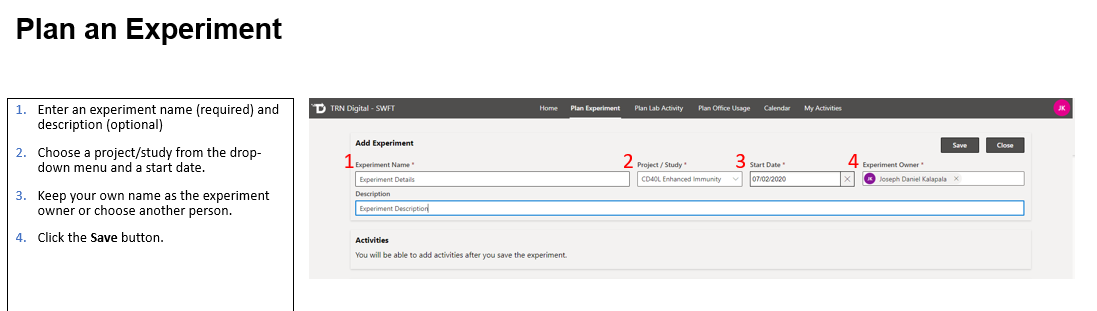 Plan an Experiment
1. Enter an experiment name (required) and
description (optional)
2. Choose a project/study from the drop-
down menu and a start date.
3. Keep your own name as the experiment
owner or choose another person.
4. Click the Save button.
TRN Digital - SWFT Home Plan Experiment Plan Lab Activity Plan Office Usage Calendar My Activities JK
Add Experiment Save Close
1 Experiment Name * 2 Project / Study * 3 Start Date * 4 Experiment Owner *
Experiment Details CD40L Enhanced Immunity 07/02/2020 JK Joseph Daniel Kalapala
Description
Experiment Description
Activities
You will be able to add activities after you save the experiment.